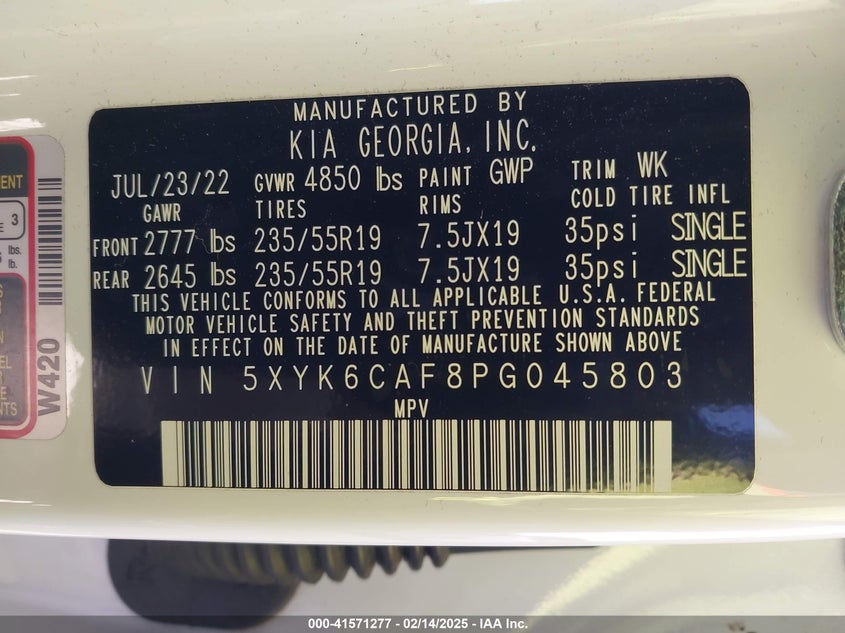 MANUFACTURED BY
KIA GEORGIA, INC.
JUL/23/22 GVWR 4850 lbs PAINT GWP TRIM WK
GAWR TIRES RIMS COLD TIRE INFL
FRONT 2777 lbs 235/55R19 7.5JX19 35psi SINGLE
REAR 2645 lbs 235/55R19 7.5JX19 35psi SINGLE
THIS VEHICLE CONFORMS TO ALL APPLICABLE U.S.A. FEDERAL
MOTOR VEHICLE SAFETY AND THEFT PREVENTION STANDARDS
IN EFFECT ON THE DATE OF MANUFACTURE SHOWN ABOVE
VIN 5XYK6CAF8PG045803
MPV
3
lbs.
lb.
W420
000-41571277 - 02/14/2025 - IAA Inc.